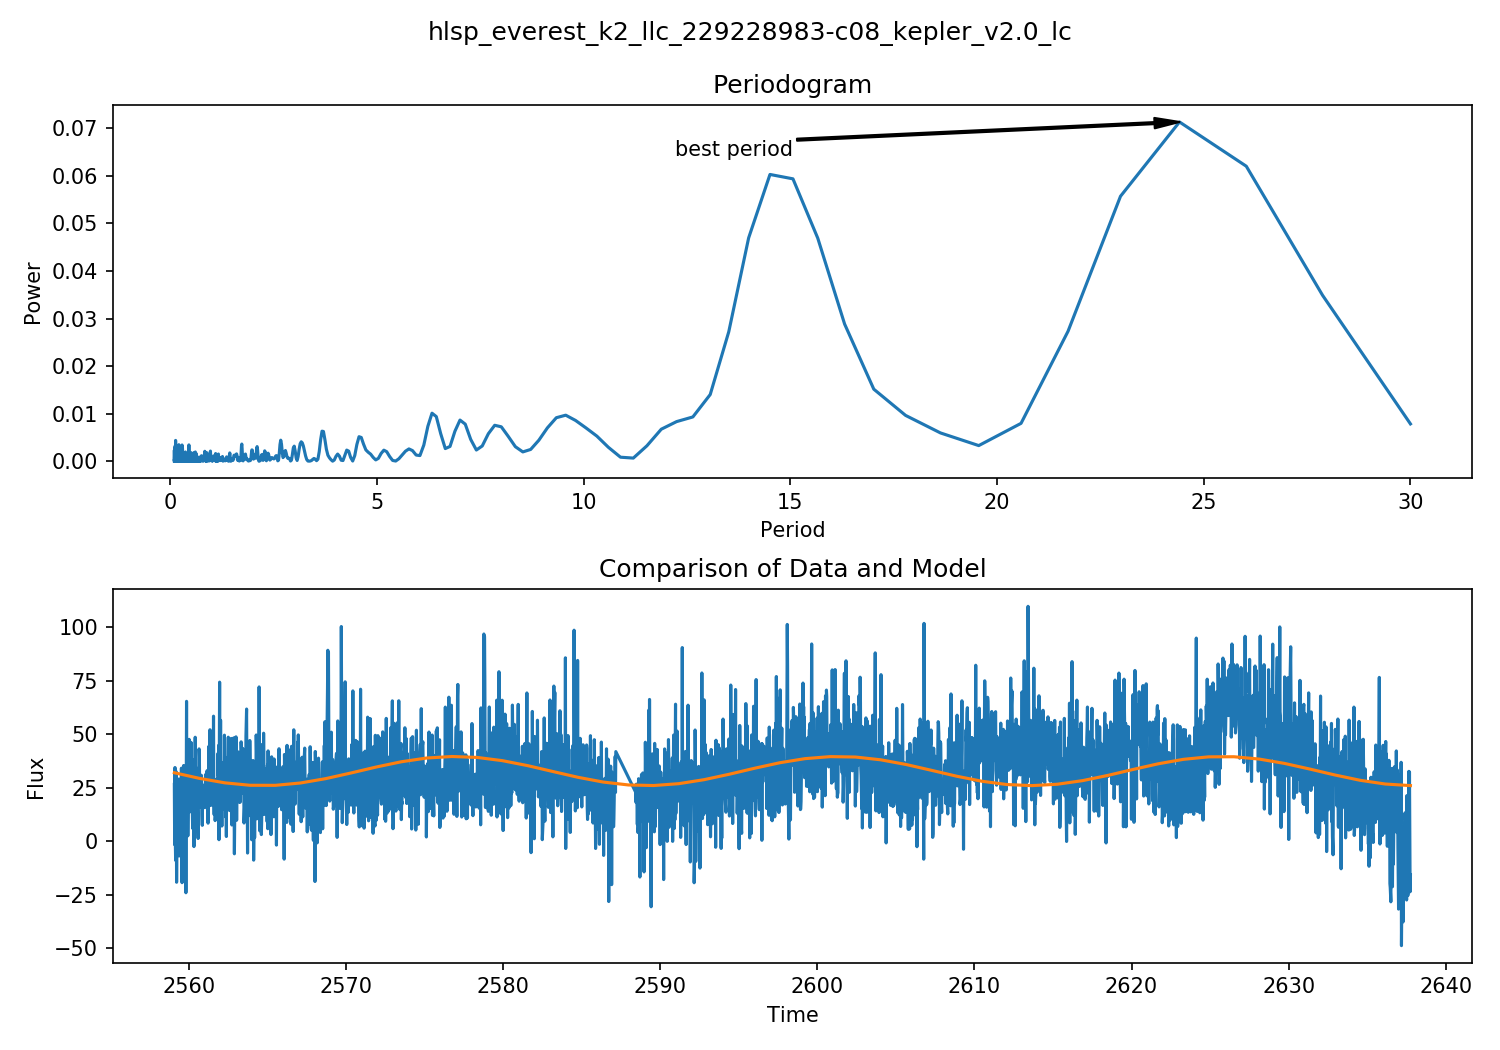 hlsp_everest_k2_llc_229228983-c08_kepler_v2.0_lc
Periodogram
0.07
0.06
0.05
0.04
0.03
0.02
0.01
0.00
Power
best period
0 5 10 15 20 25 30
Period
Comparison of Data and Model
100
75
50
25
0
−25
−50
Flux
2560 2570 2580 2590 2600 2610 2620 2630 2640
Time